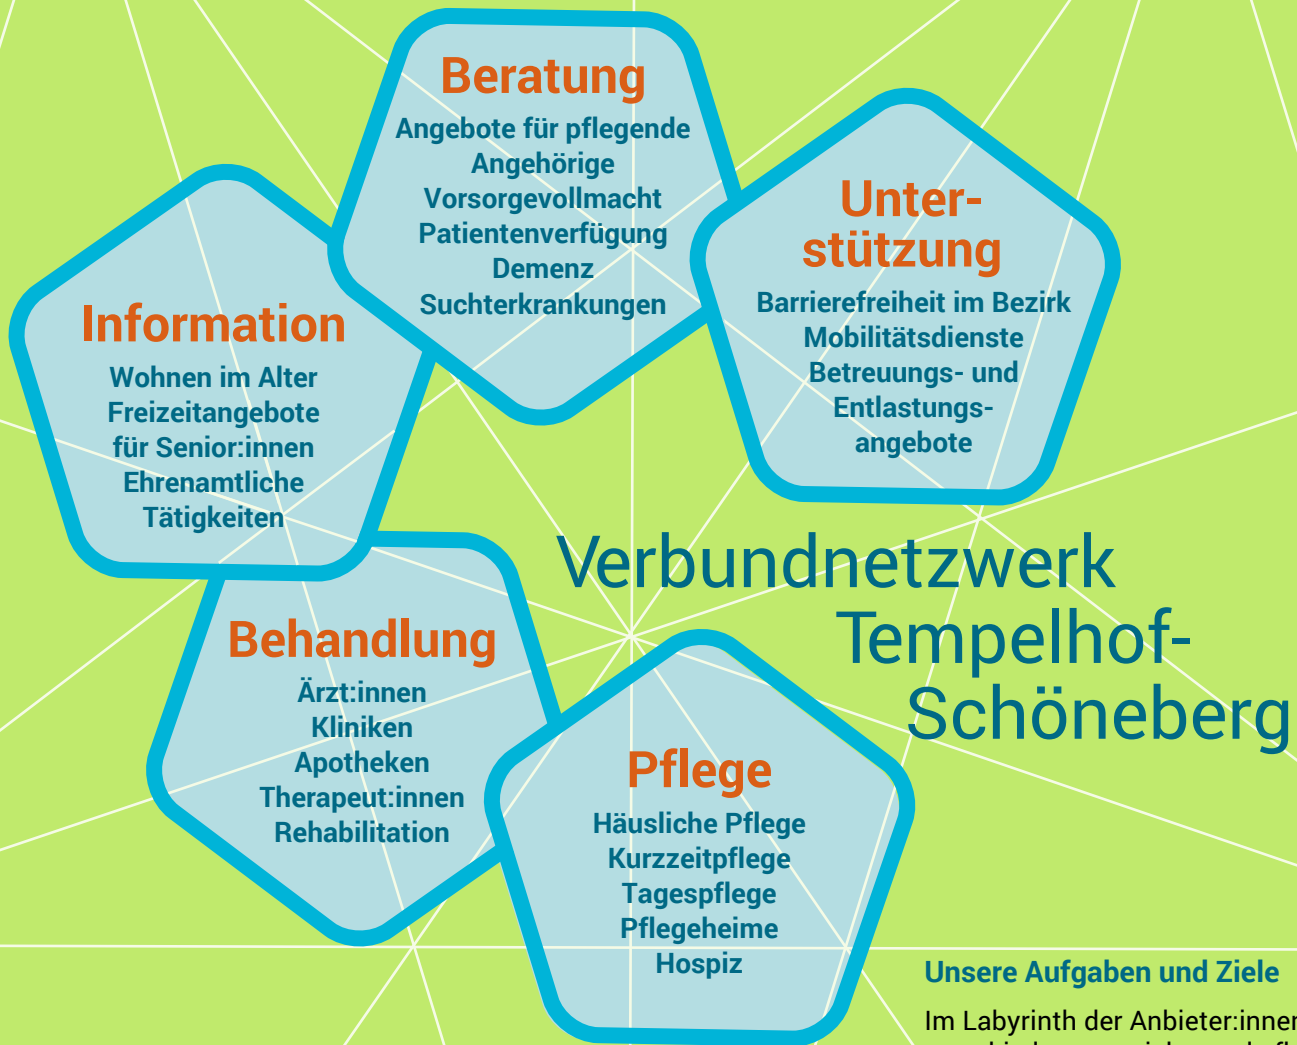 Beratung
Angebote für pflegende
Angehörige
Vorsorgevollmacht
Patientenverfügung
Demenz
Suchterkrankungen
Unter-
stützung
Barrierefreiheit im Bezirk
Mobilitätsdienste
Betreuungs- und
Entlastungs-
angebote
Information
Wohnen im Alter
Freizeitangebote
für Senior:innen
Ehrenamtliche
Tätigkeiten
Verbundnetzwerk
Tempelhof-
Schöneberg
Behandlung
Ärzt:innen
Kliniken
Apotheken
Therapeut:innen
Rehabilitation
Pflege
Häusliche Pflege
Kurzzeitpflege
Tagespflege
Pflegeheime
Hospiz
Unsere Aufgaben und Ziele
Im Labyrinth der Anbieter:innen